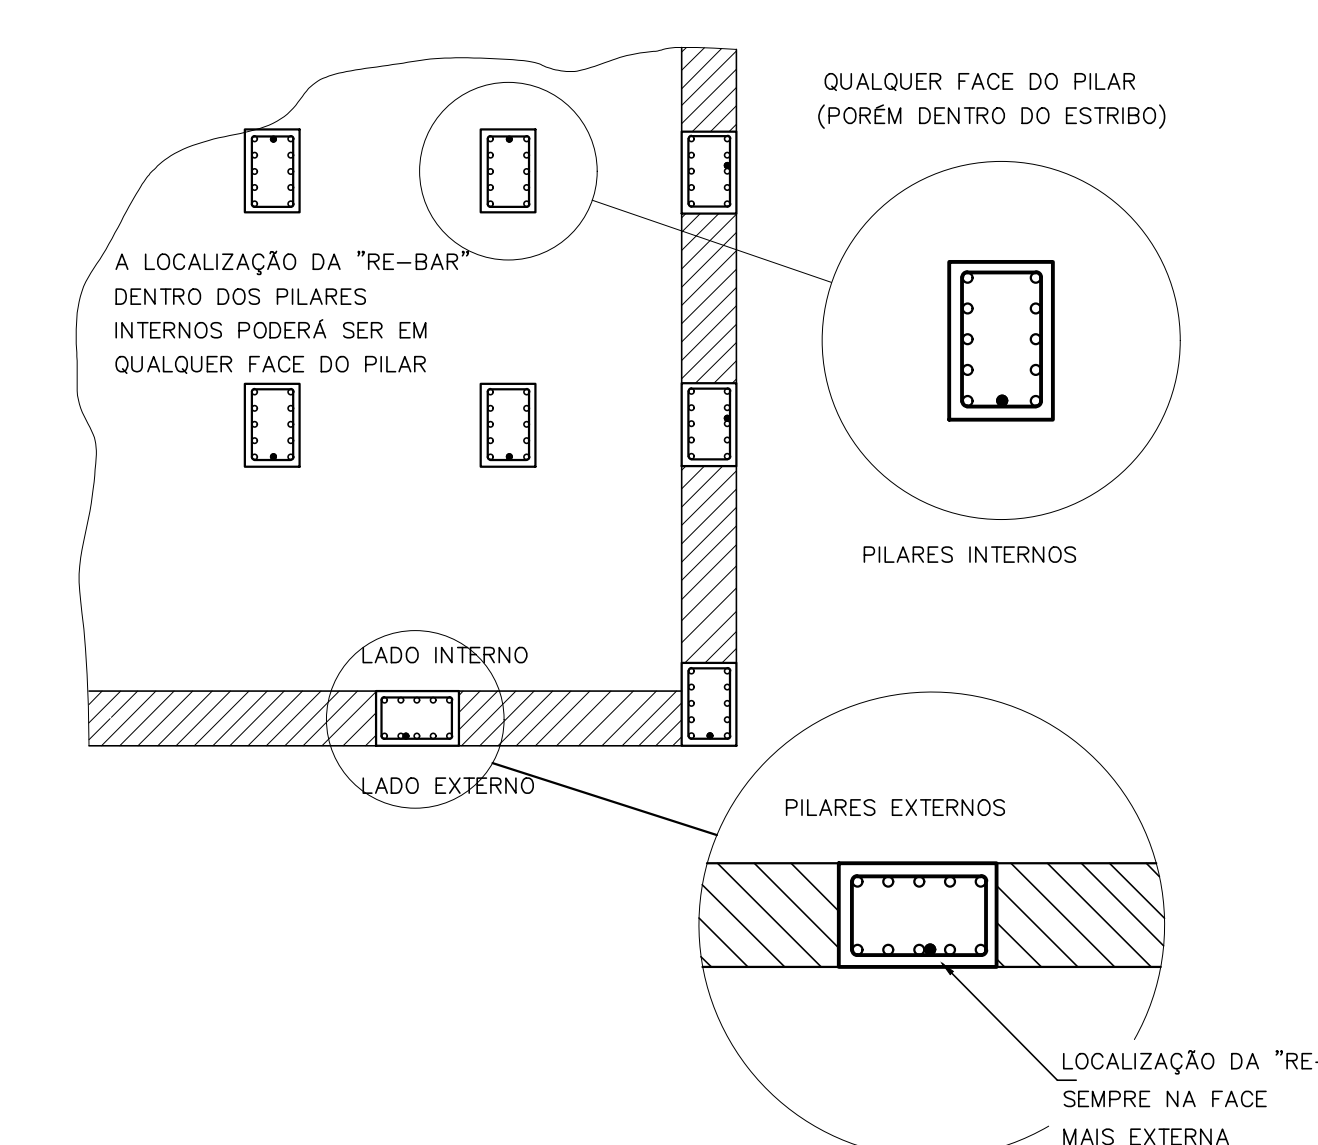 QUALQUER FACE DO PILAR
(PORÉM DENTRO DO ESTRIBO)
A LOCALIZAÇÃO DA "RE-BAR"
DENTRO DOS PILARES
INTERNOS PODERÁ SER EM
QUALQUER FACE DO PILAR
PILARES INTERNOS
LADO INTERNO
LADO EXTERNO
PILARES EXTERNOS
LOCALIZAÇÃO DA "RE-
SEMPRE NA FACE
MAIS EXTERNA